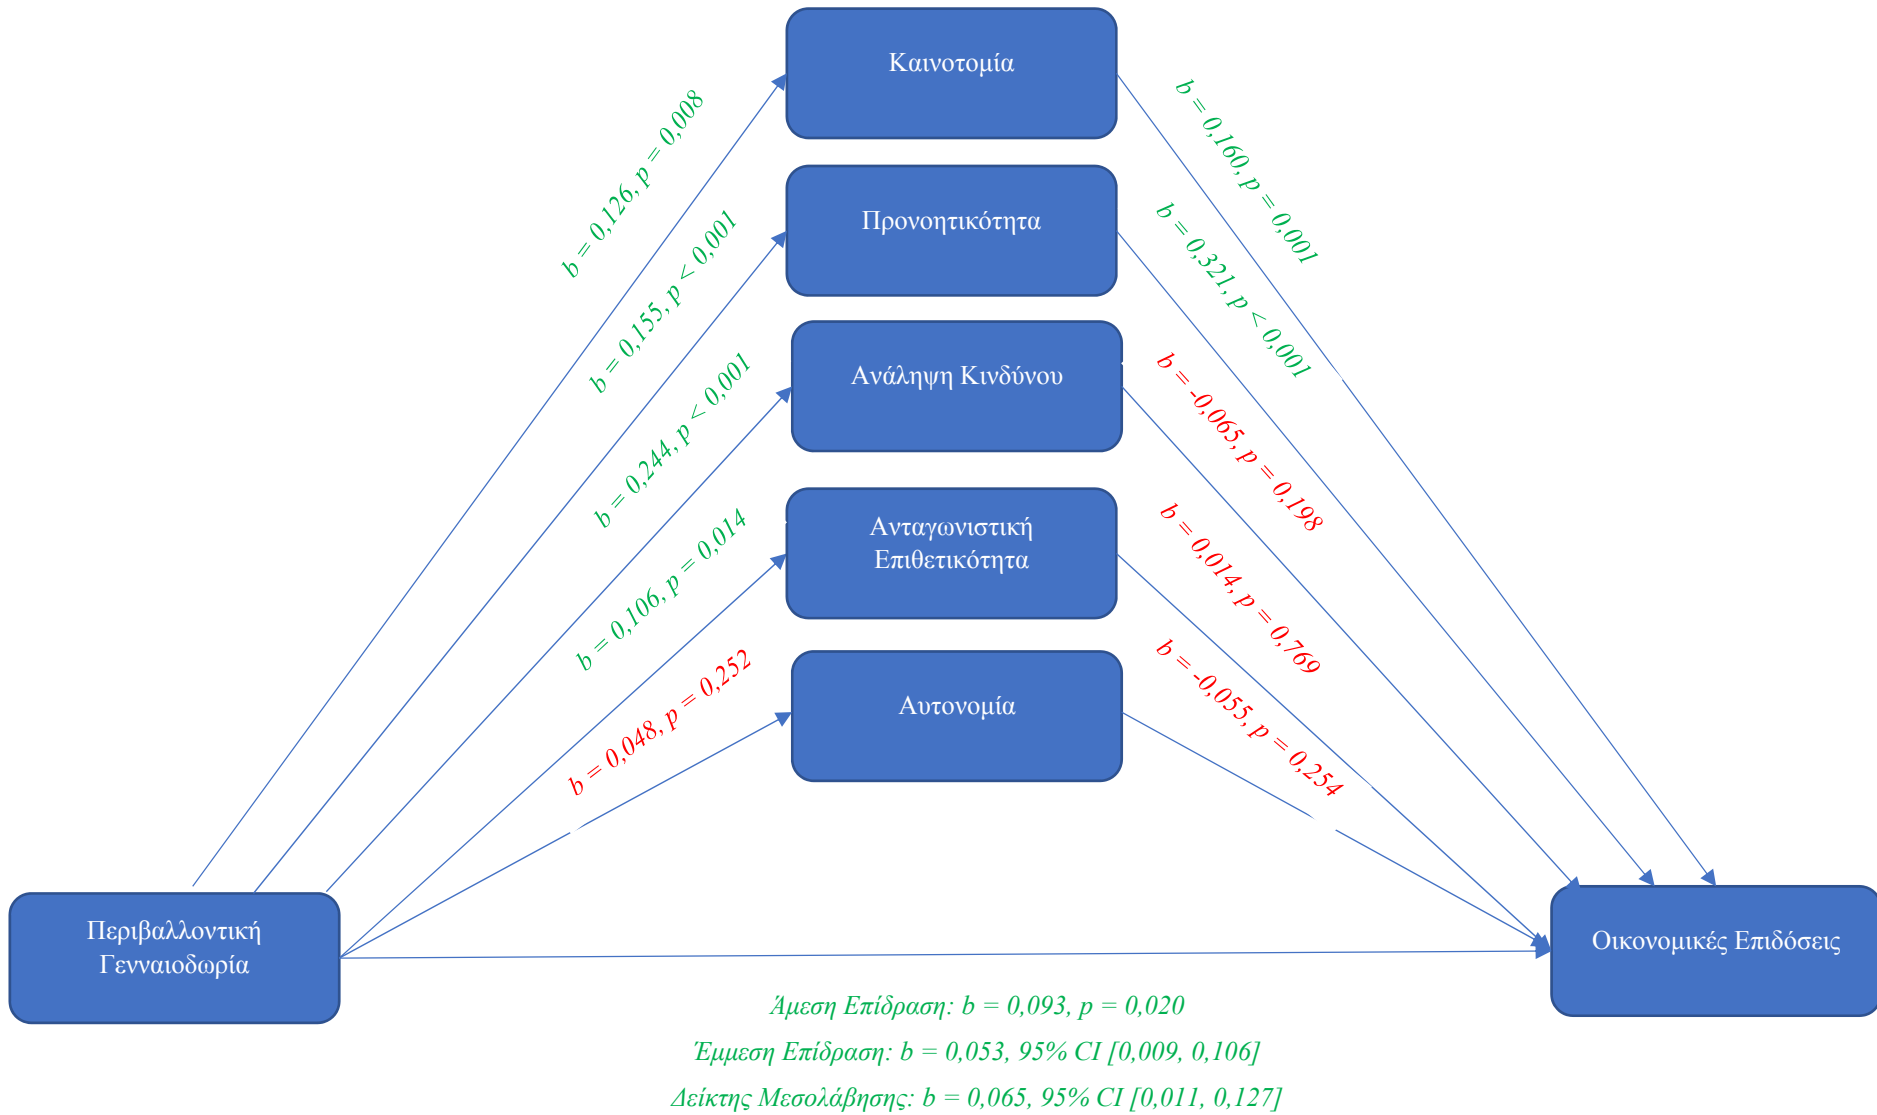 Καινοτομία
b = 0,126, p = 0,008
b = 0,160, p = 0,001
Προνοητικότητα
b = 0,155, p < 0,001
b = 0,321, p < 0,001
Ανάληψη Κινδύνου
b = 0,244, p < 0,001
b = -0,065, p = 0,198
Ανταγωνιστική
Επιθετικότητα
b = 0,106, p = 0,014
b = 0,014, p = 0,769
Αυτονομία
b = 0,048, p = 0,252
b = -0,055, p = 0,254
Περιβαλλοντική
Γενναιοδωρία
Οικονομικές Επιδόσεις
Άμεση Επίδραση: b = 0,093, p = 0,020
Έμμεση Επίδραση: b = 0,053, 95% CI [0,009, 0,106]
Δείκτης Μεσολάβησης: b = 0,065, 95% CI [0,011, 0,127]